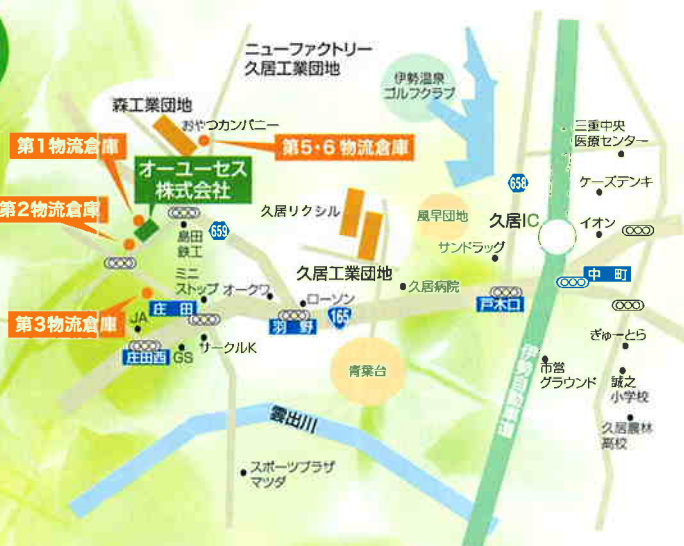 ニューファクトリー
久居工業団地
伊勢温泉
ゴルフクラブ
森工業団地
おやつカンパニー
第1物流倉庫
第5・6物流倉庫
三重中央
医療センター
オーユーセス
株式会社
658
ケーズデンキ
第2物流倉庫
久居リクシル
風早団地
久居IC
イオン
659
島田
鉄工
サンドラッグ
久居工業団地
中町
ミニ
ストップ
オークワ
久居病院
ローソン
戸木口
庄田
165
羽野
第3物流倉庫
JA
ぎゅーとら
庄田西
GS
サークルK
伊勢自動車道
市営
グラウンド
青葉台
誠之
小学校
雲出川
久居農林
高校
スポーツプラザ
マツダ